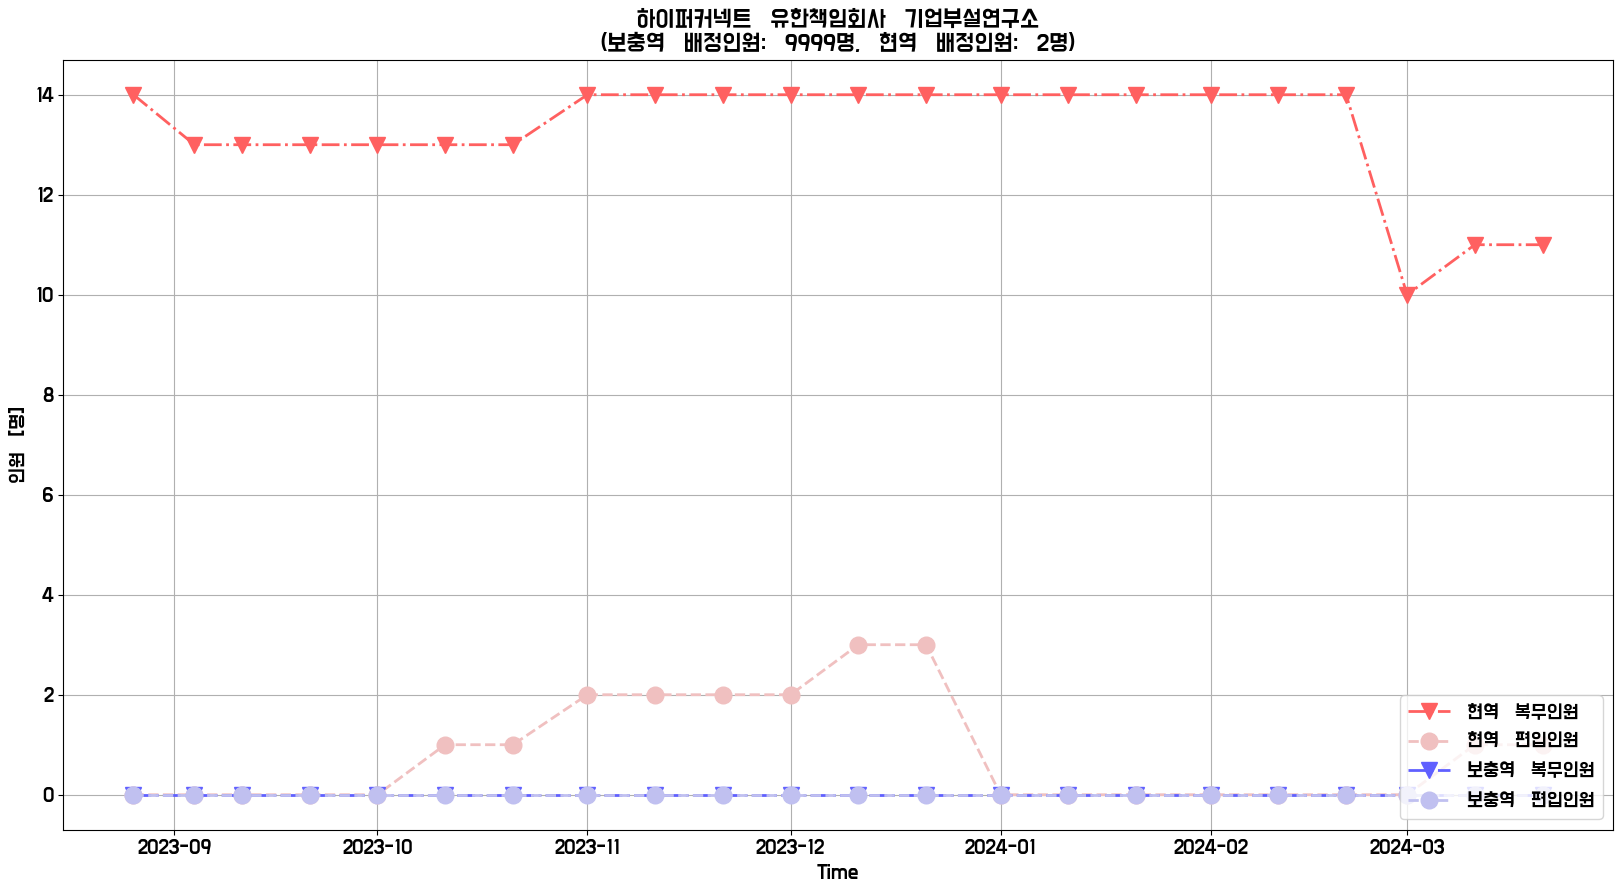 하이퍼커넥트 유한책임회사 기업부설연구소
(보충역 배정인원: 9999명, 현역 배정인원: 2명)
14
12
10
8
6
4
2
0
인원 [명]
현역 복무인원
현역 편입인원
보충역 복무인원
보충역 편입인원
2023-09 2023-10 2023-11 2023-12 2024-01 2024-02 2024-03
Time